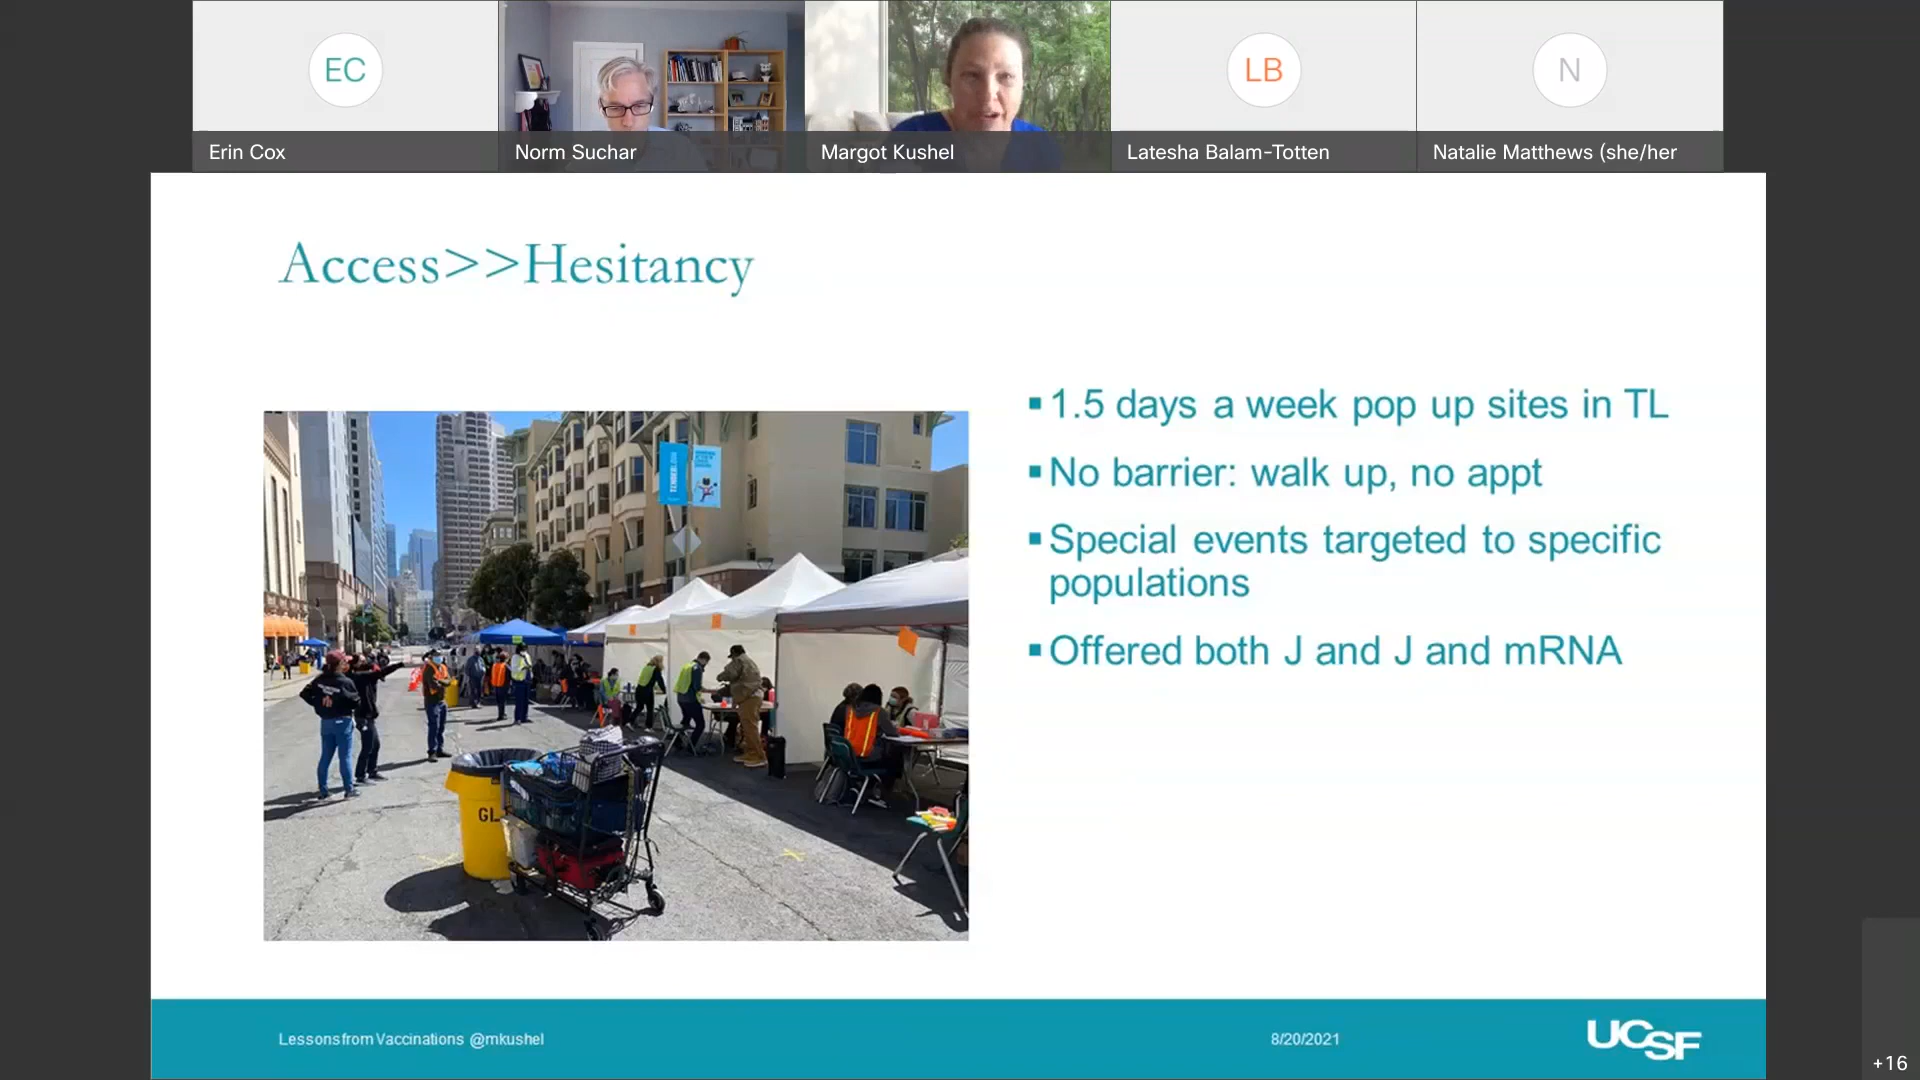 EC
LB
N
Erin Cox
Norm Suchar
Margot Kushel
Latesha Balam-Totten
Natalie Matthews (she/her
Access>>Hesitancy
▪1.5 days a week pop up sites in TL
▪No barrier: walk up, no appt
▪Special events targeted to specific
populations
▪Offered both J and J and mRNA
GL
Lessons from Vaccinations @mkushel
8/20/2021
UCSF
+16